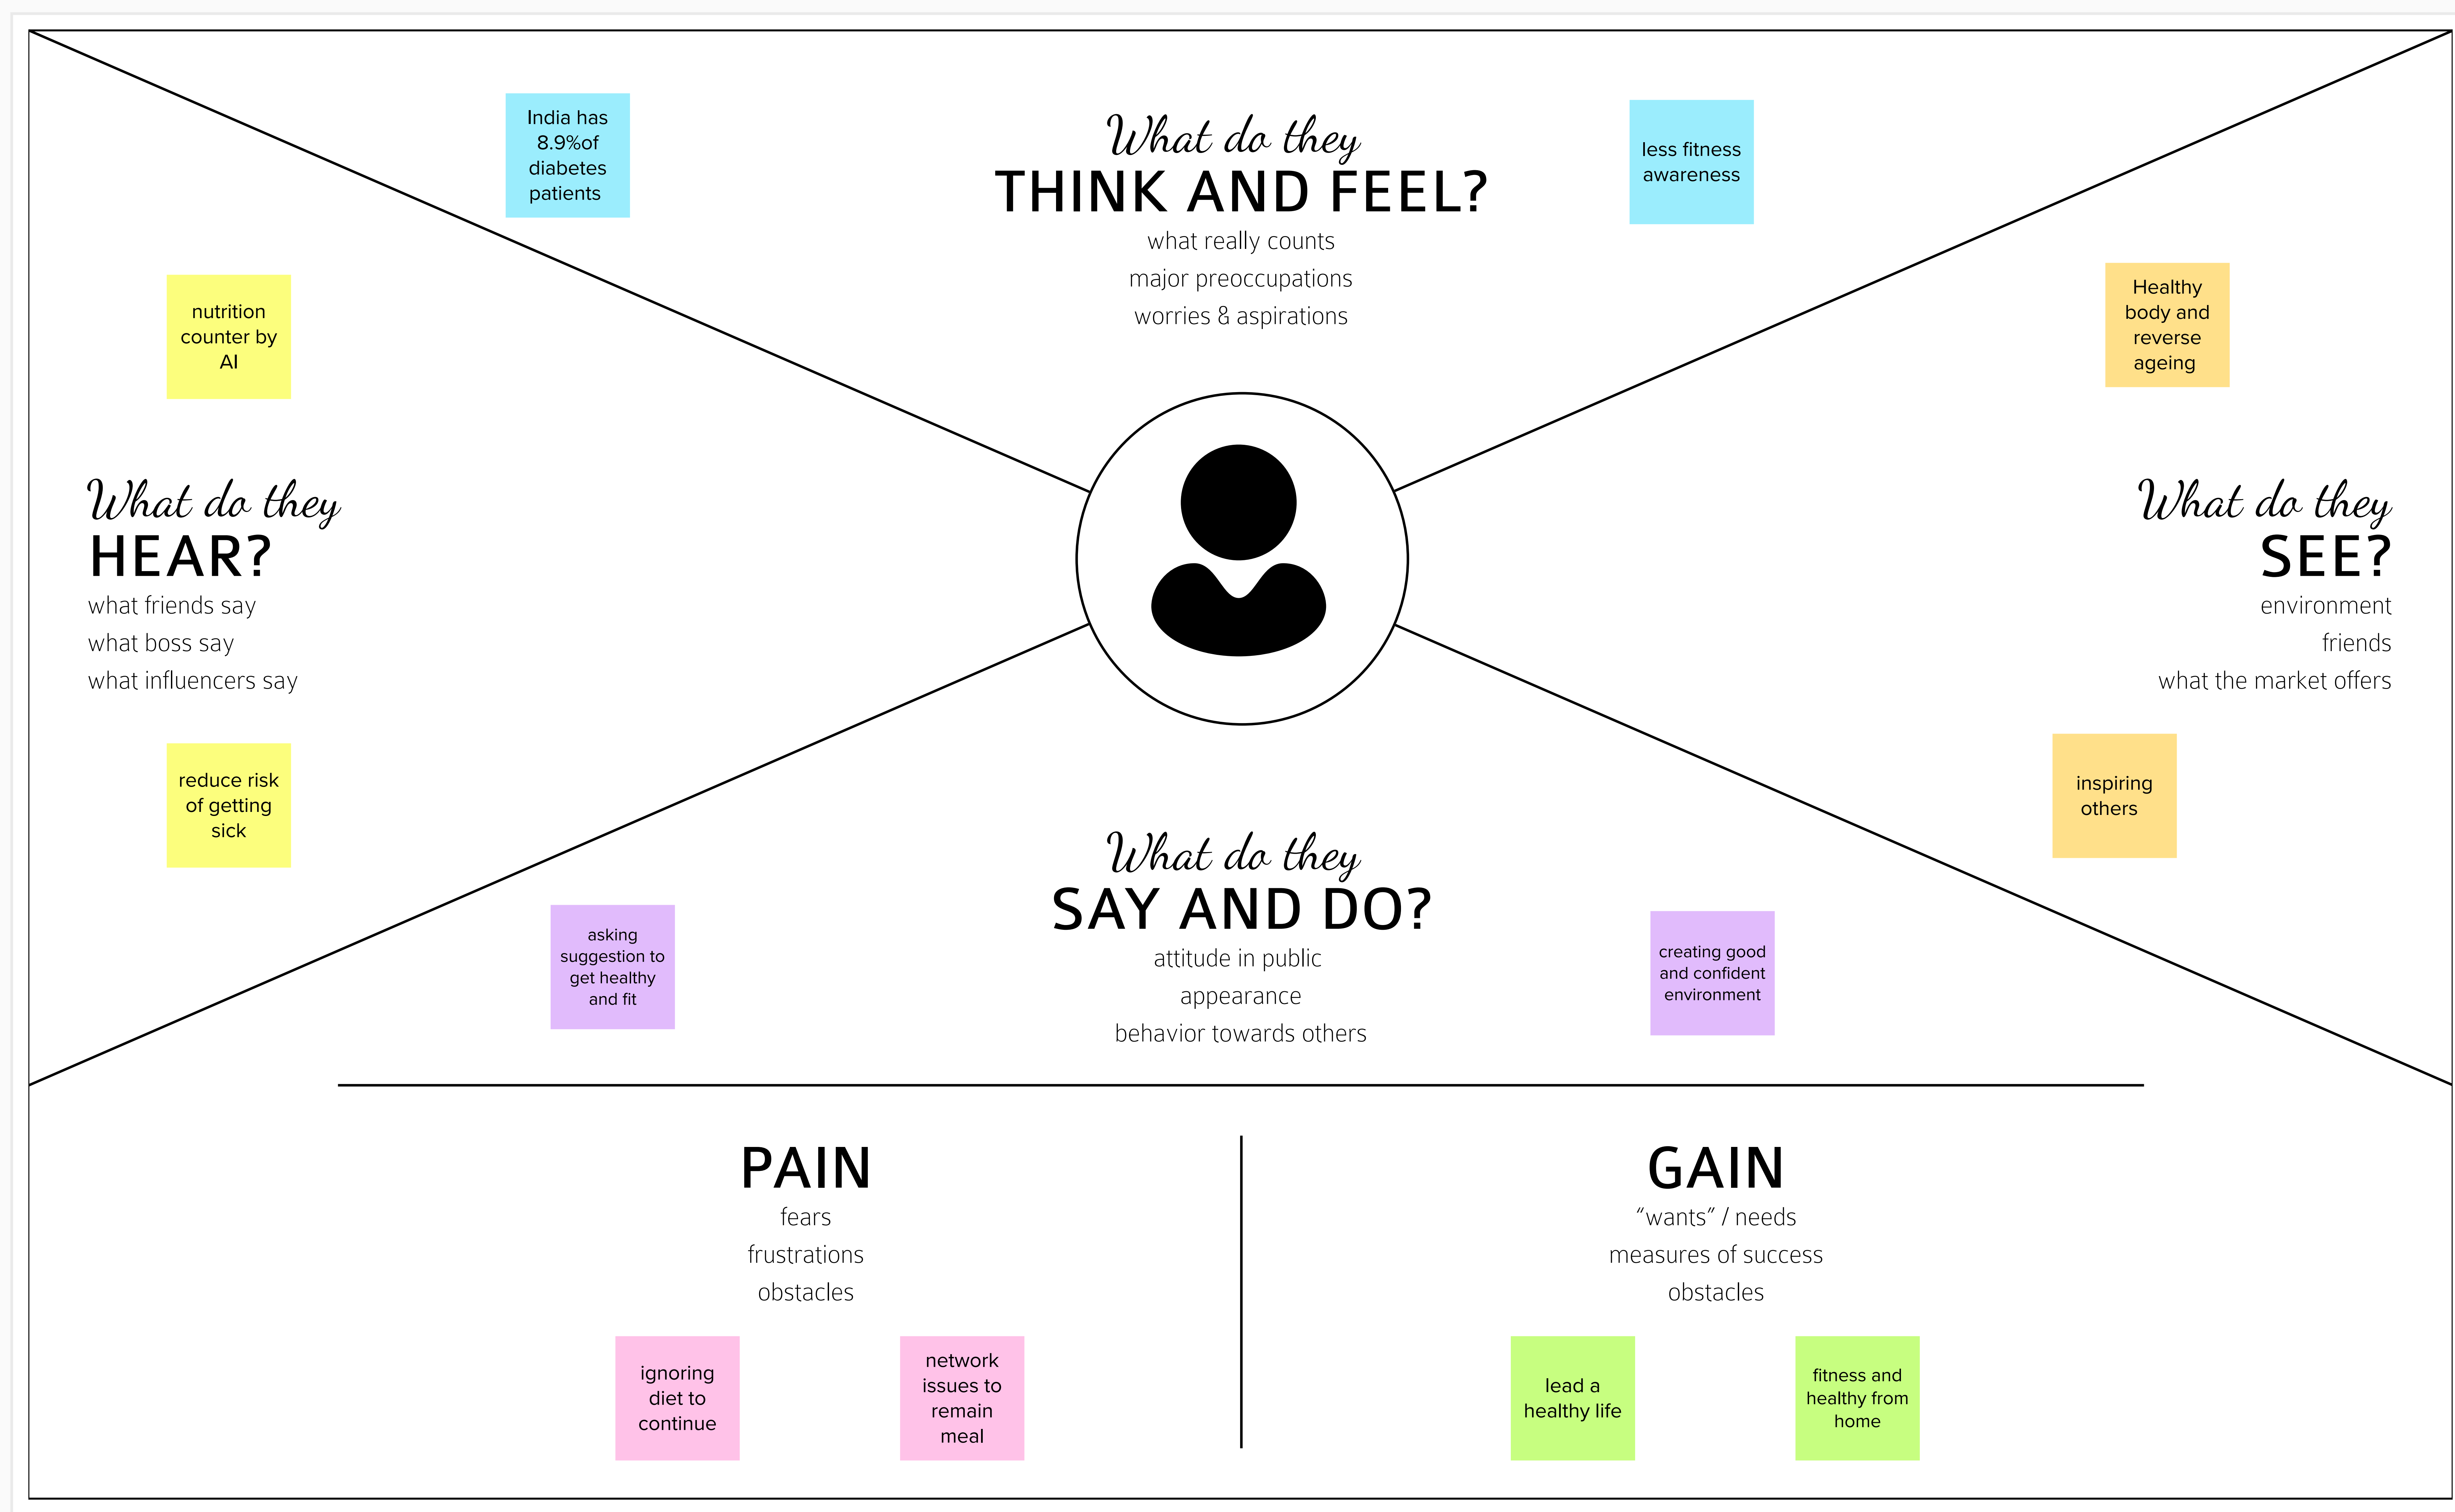 India has
8.9%of
diabetes
patients
What do they
THINK AND FEEL?
what really counts
major preoccupations
worries & aspirations
less fitness
awareness
nutrition
counter by
AI
What do they
HEAR?
what friends say
what boss say
what influencers say
reduce risk
of getting
sick
Healthy
body and
reverse
ageing
What do they
SEE?
environment
friends
what the market offers
inspiring
others
asking
suggestion to
get healthy
and fit
What do they
SAY AND DO?
attitude in public
appearance
behavior towards others
creating good
and confident
environment
PAIN
fears
frustrations
obstacles
ignoring
diet to
continue
network
issues to
remain
meal
GAIN
“wants” / needs
measures of success
obstacles
lead a
healthy life
fitness and
healthy from
home